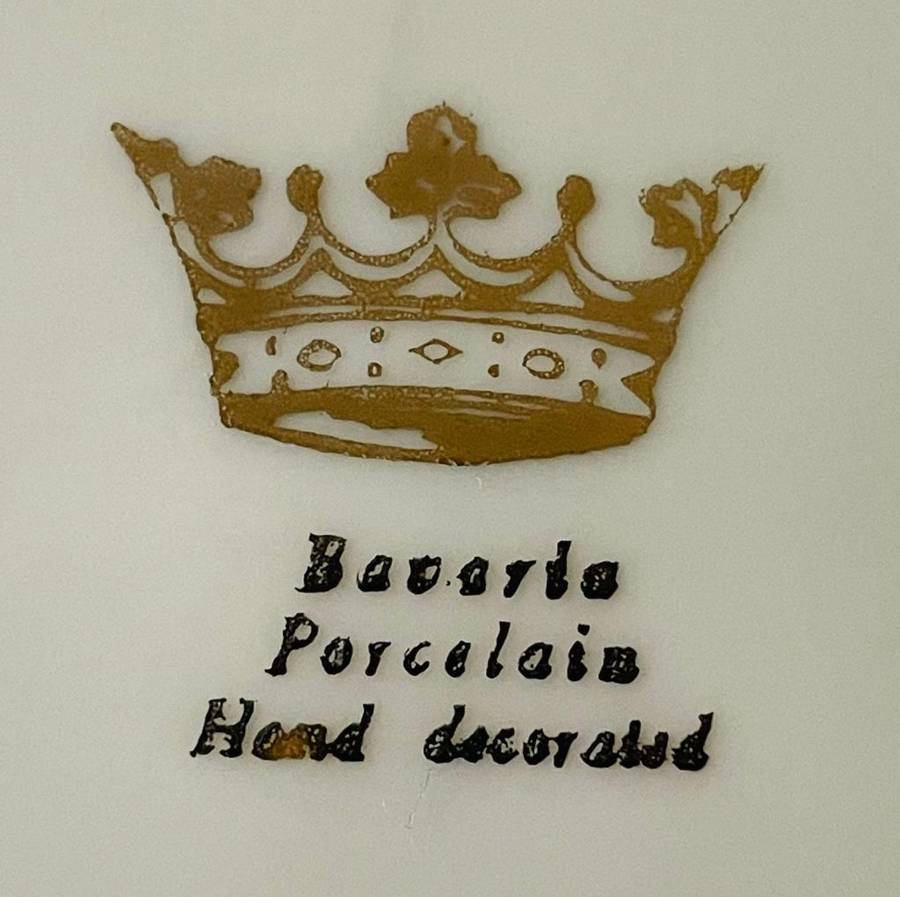 Bavaria
Porcelain
Hand decorated